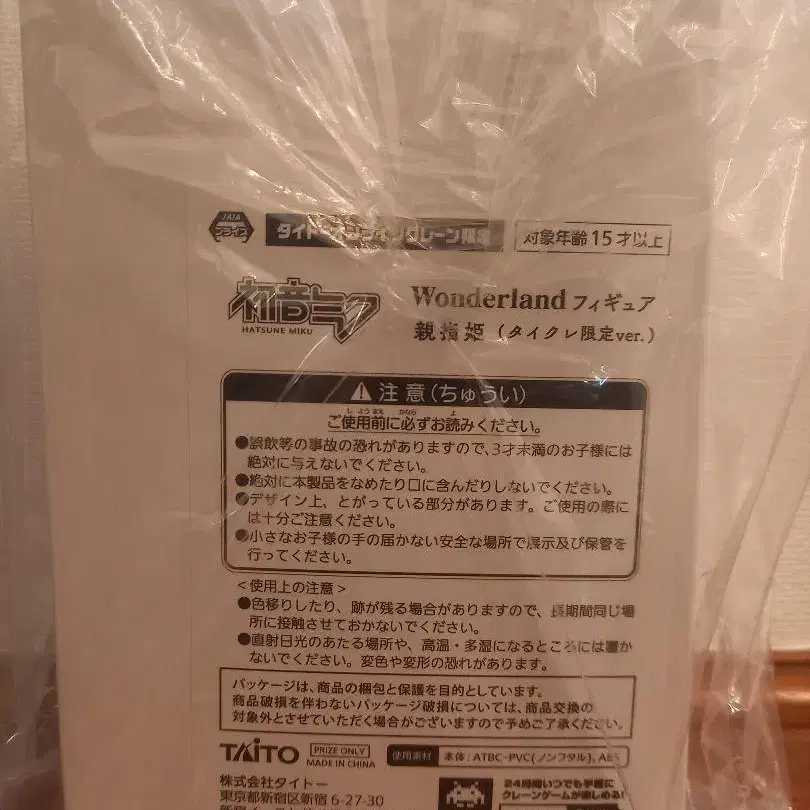 JAIA
プライズ
タイトーオンラインクレーン限定
対象年齢15才以上
初音ミク
HATSUNE MIKU
Wonderland フィギュア
親指姫（タイクレ限定ver.）
注意（ちゅうい）
ご使用前に必ずお読みください。
●誤飲等の事故の恐れがありますので、3才未満のお子様には
絶対に与えないでください。
●絶対に本製品をなめたり口に含んだりしないでください。
●デザイン上、とがっている部分があります。ご使用の際に
は十分ご注意ください。
●小さなお子様の手の届かない安全な場所で展示及び保管を
行ってください。
＜使用上の注意＞
●色移りしたり、跡が残る場合がありますので、長期間同じ場
所に接触させておかないでください。
●直射日光のあたる場所や、高温・多湿になるところには置か
ないでください。変色や変形の恐れがあります。
パッケージは、商品の梱包と保護を目的としています。
商品破損を伴わないパッケージ破損については、商品交換の
対象外とさせていただく場合がございますので予めご了承ください。
TAITO
PRIZE ONLY
MADE IN CHINA
使用素材 本体：ATBC-PVC(ノンフタル)、ABS
株式会社タイトー
東京都新宿区新宿6-27-30
24時間いつでも手軽に
クレーンゲームが楽しめる!